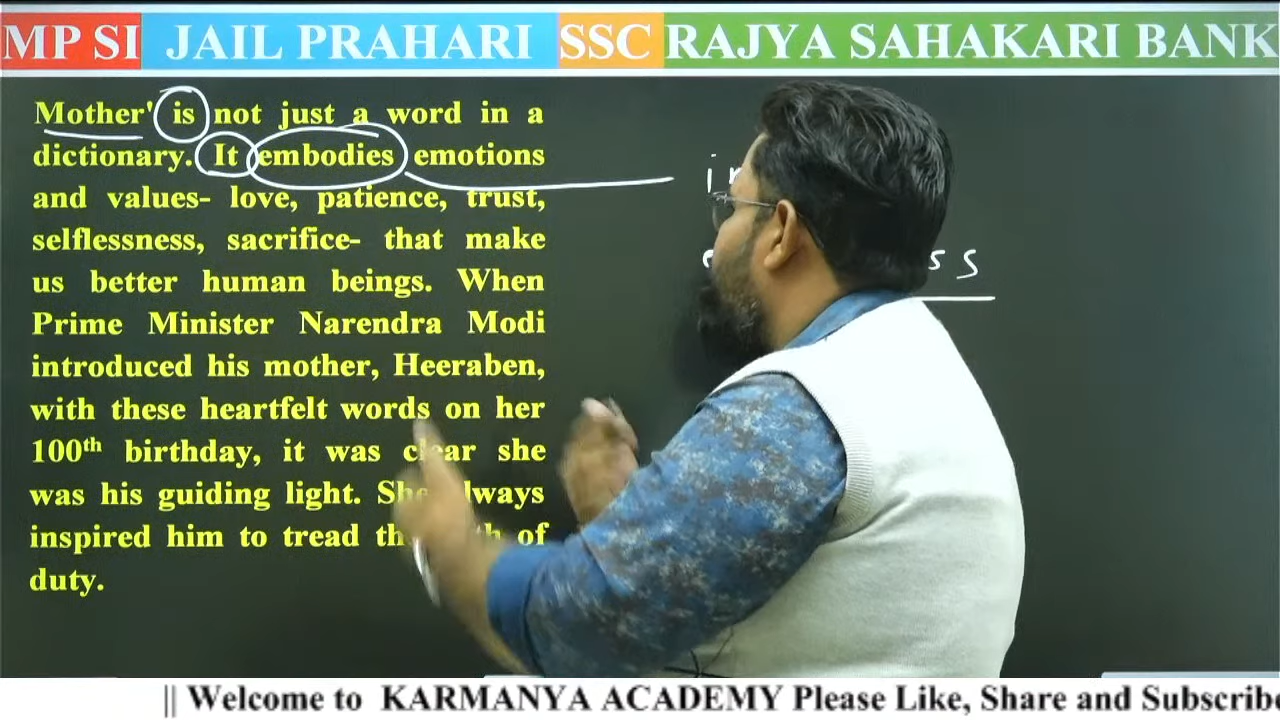 MP SI JAIL PRAHARI SSC RAJYA SAHAKARI BANK
Mother' is not just a word in a
dictionary. It embodies emotions
and values- love, patience, trust,
selflessness, sacrifice- that make
us better human beings. When
Prime Minister Narendra Modi
introduced his mother, Heeraben,
with these heartfelt words on her
100th birthday, it was clear she
was his guiding light. She always
inspired him to tread the of
duty.
|| Welcome to KARMANYA ACADEMY Please Like, Share and Subscribe